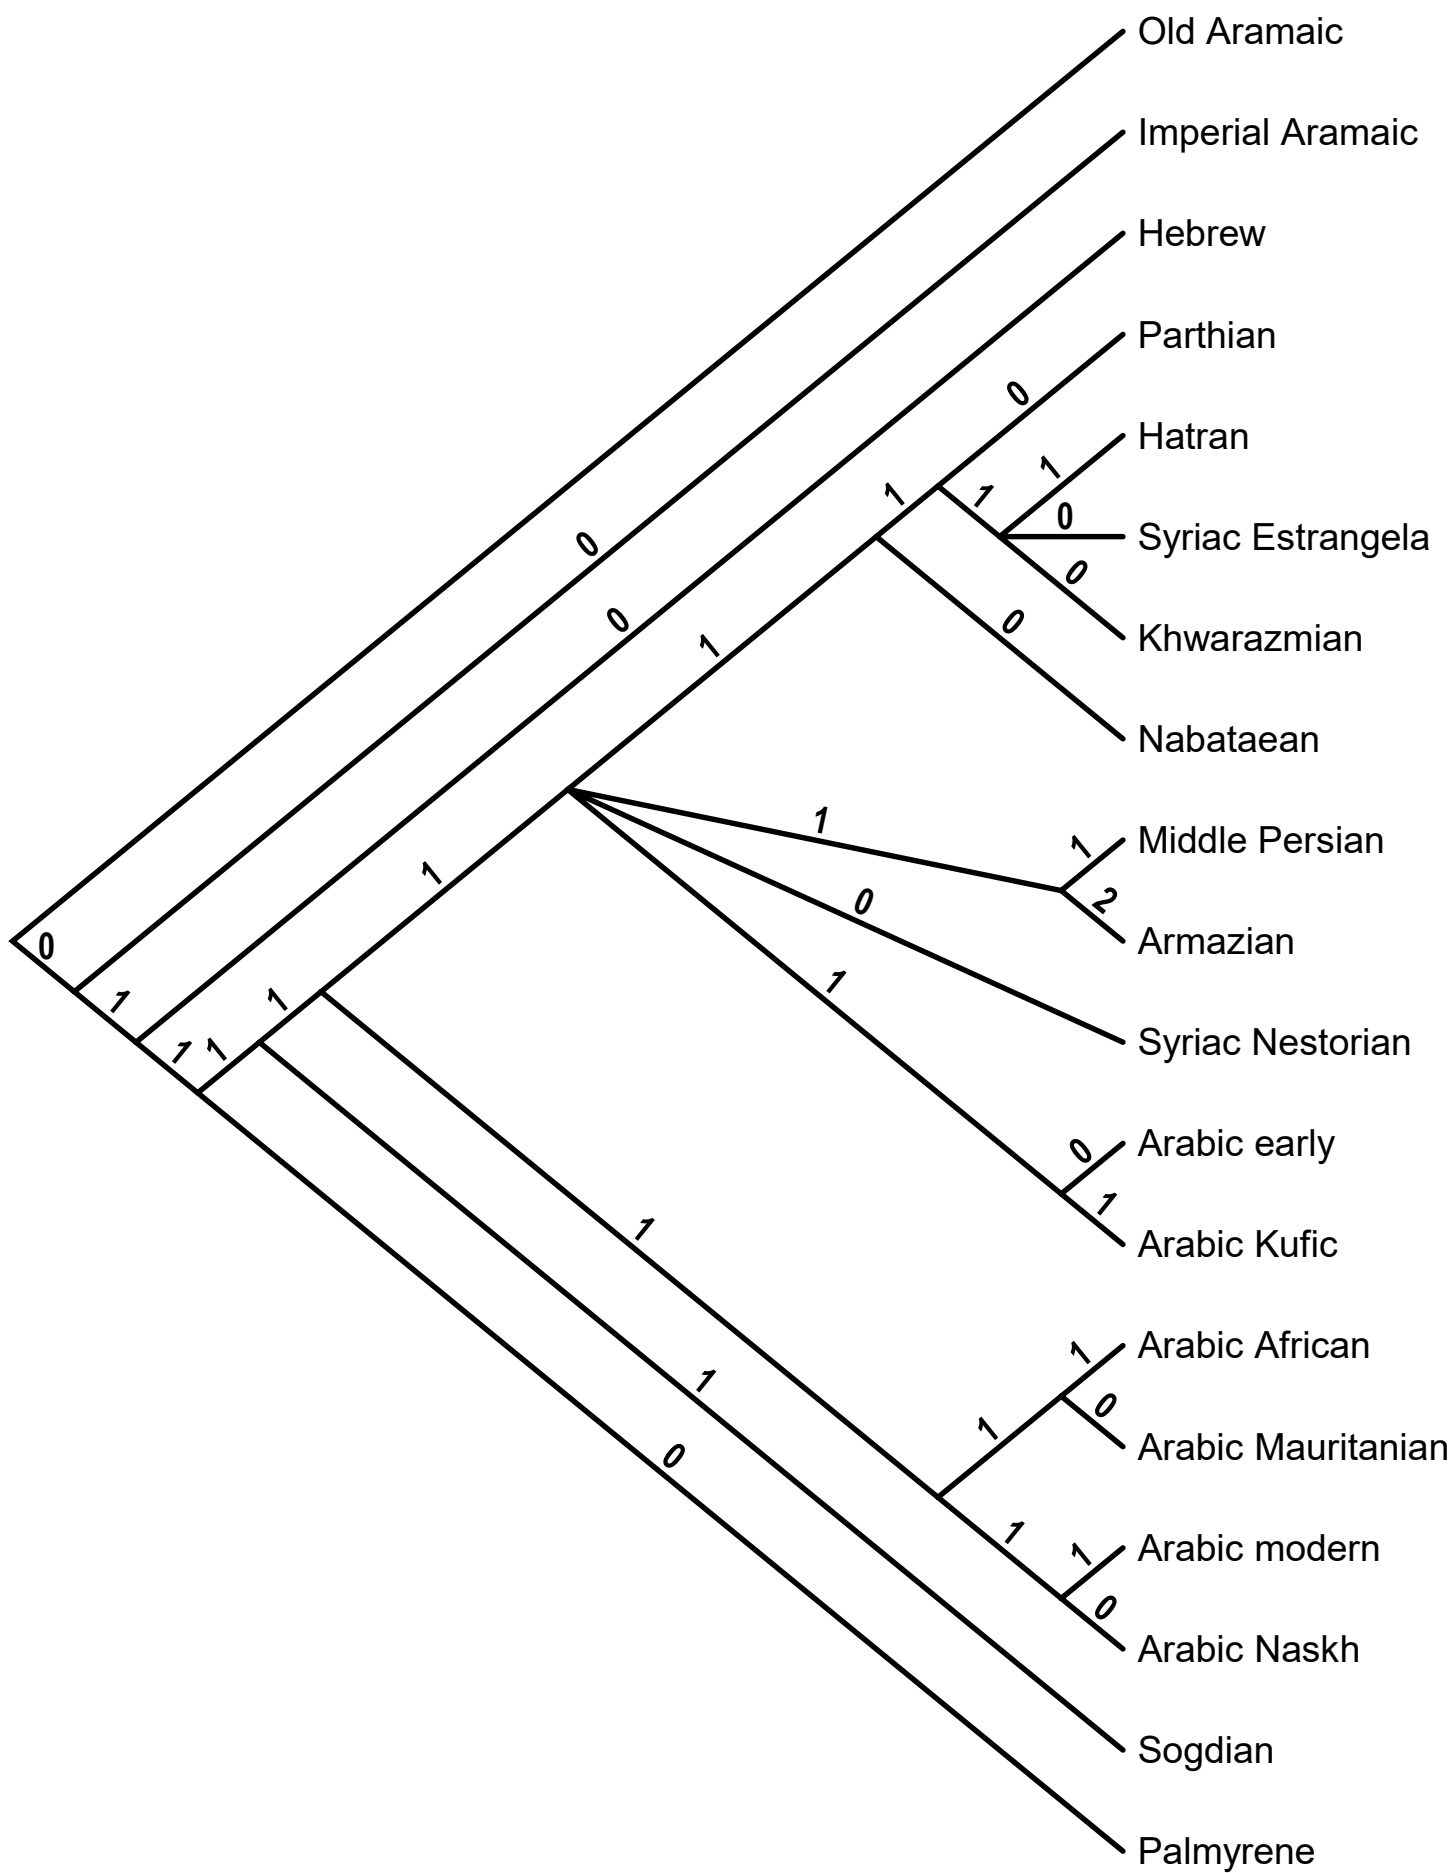 Old Aramaic
Imperial Aramaic
Hebrew
Parthian
0
Hatran
1
1
1
Syriac Estrangela
0
0
0
Khwarazmian
0
0
1
Nabataean
1
Middle Persian
1
1
2
0
Armazian
0
1
1
1
Syriac Nestorian
1
1
0
Arabic early
1
Arabic Kufic
1
1
Arabic African
1
0
1
Arabic Mauritanian
0
1
1
Arabic modern
0
Arabic Naskh
Sogdian
Palmyrene